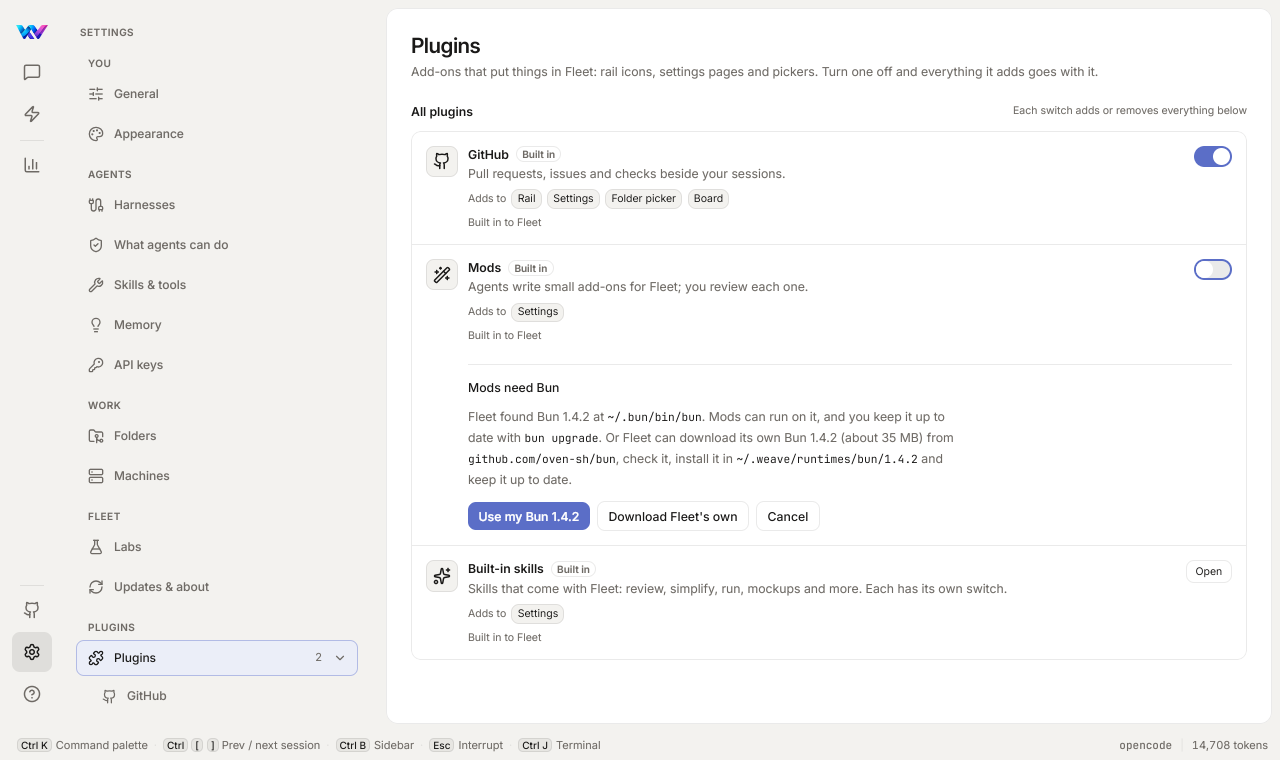 SETTINGS
YOU
General
Appearance
AGENTS
Harnesses
What agents can do
Skills & tools
Memory
API keys
WORK
Folders
Machines
FLEET
Labs
Updates & about
PLUGINS
Plugins 2
GitHub
Plugins
Add-ons that put things in Fleet: rail icons, settings pages and pickers. Turn one off and everything it adds goes with it.
All plugins
Each switch adds or removes everything below
GitHub Built in
Pull requests, issues and checks beside your sessions.
Adds to Rail Settings Folder picker Board
Built in to Fleet
Mods Built in
Agents write small add-ons for Fleet; you review each one.
Adds to Settings
Built in to Fleet
Mods need Bun
Fleet found Bun 1.4.2 at ~/.bun/bin/bun. Mods can run on it, and you keep it up to
date with bun upgrade. Or Fleet can download its own Bun 1.4.2 (about 35 MB) from
github.com/oven-sh/bun, check it, install it in ~/.weave/runtimes/bun/1.4.2 and
keep it up to date.
Use my Bun 1.4.2 Download Fleet's own Cancel
Built-in skills Built in
Open
Skills that come with Fleet: review, simplify, run, mockups and more. Each has its own switch.
Adds to Settings
Built in to Fleet
Ctrl K Command palette Ctrl [ ] Prev / next session Ctrl B Sidebar Esc Interrupt Ctrl J Terminal
opencode 14,708 tokens